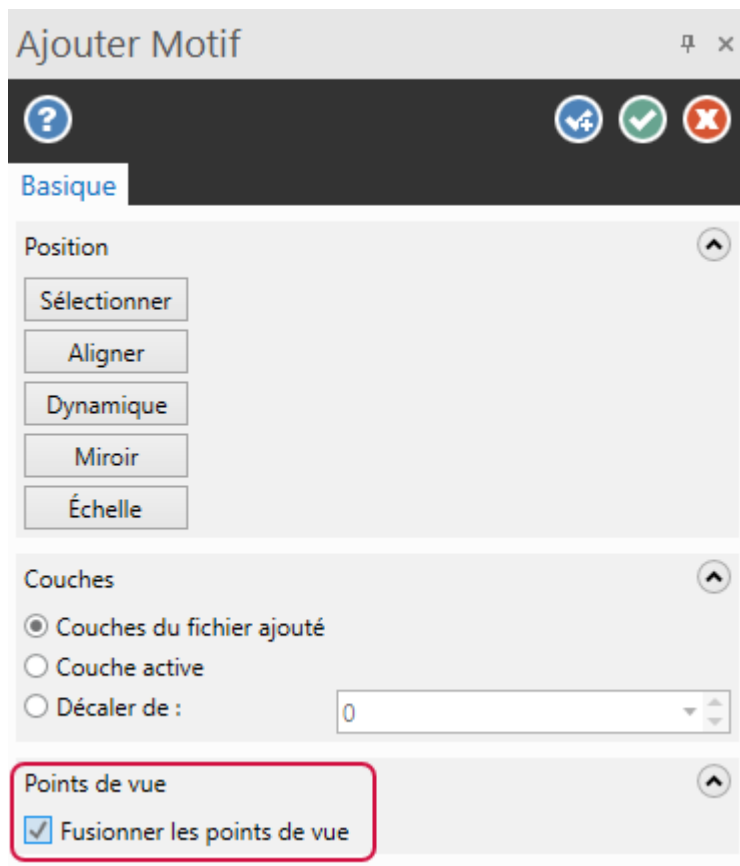 Ajouter Motif
Basique
Position
Sélectionner
Aligner
Dynamique
Miroir
Échelle
Couches
Couches du fichier ajouté
Couche active
Décaler de :
0
Points de vue
Fusionner les points de vue